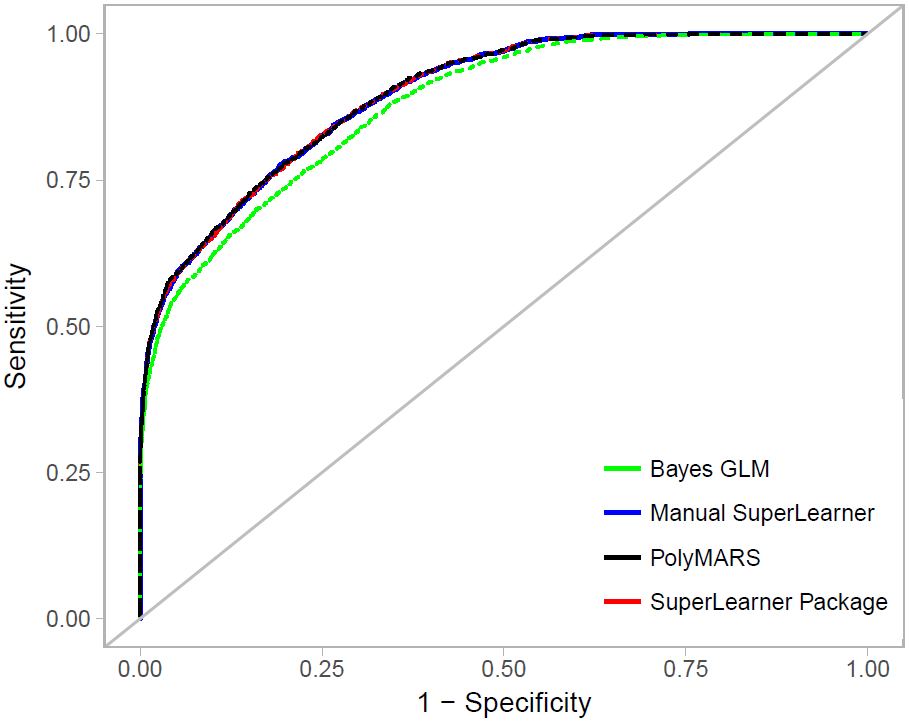 1.00
0.75
0.50
0.25
0.00
Sensitivity
Bayes GLM
Manual SuperLearner
PolyMARS
SuperLearner Package
0.00 0.25 0.50 0.75 1.00
1 − Specificity